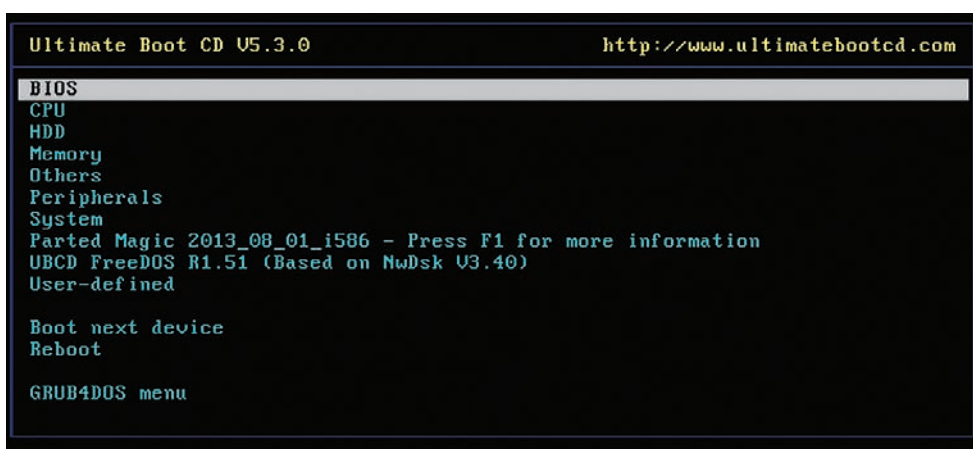 Ultimate Boot CD V5.3.0 http://www.ultimatebootcd.com
BIOS
CPU
HDD
Memory
Others
Peripherals
System
Parted Magic 2013_08_01_i586 - Press F1 for more information
UBCD FreeDOS R1.51 (Based on NwDsk V3.40)
User-defined
Boot next device
Reboot
GRUB4DOS menu